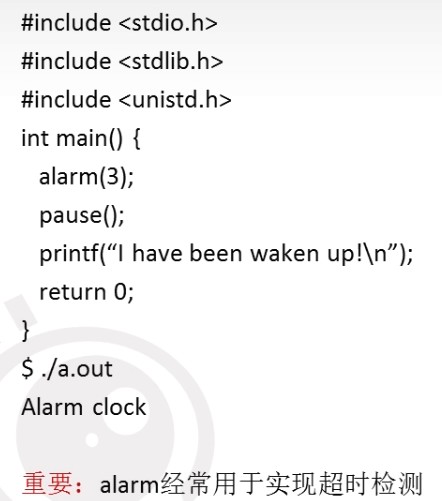 #include <stdio.h>
#include <stdlib.h>
#include <unistd.h>
int main() {
alarm(3);
pause();
printf(“I have been waken up!\n”);
return 0;
}
$ ./a.out
Alarm clock
重要：alarm经常用于实现超时检测